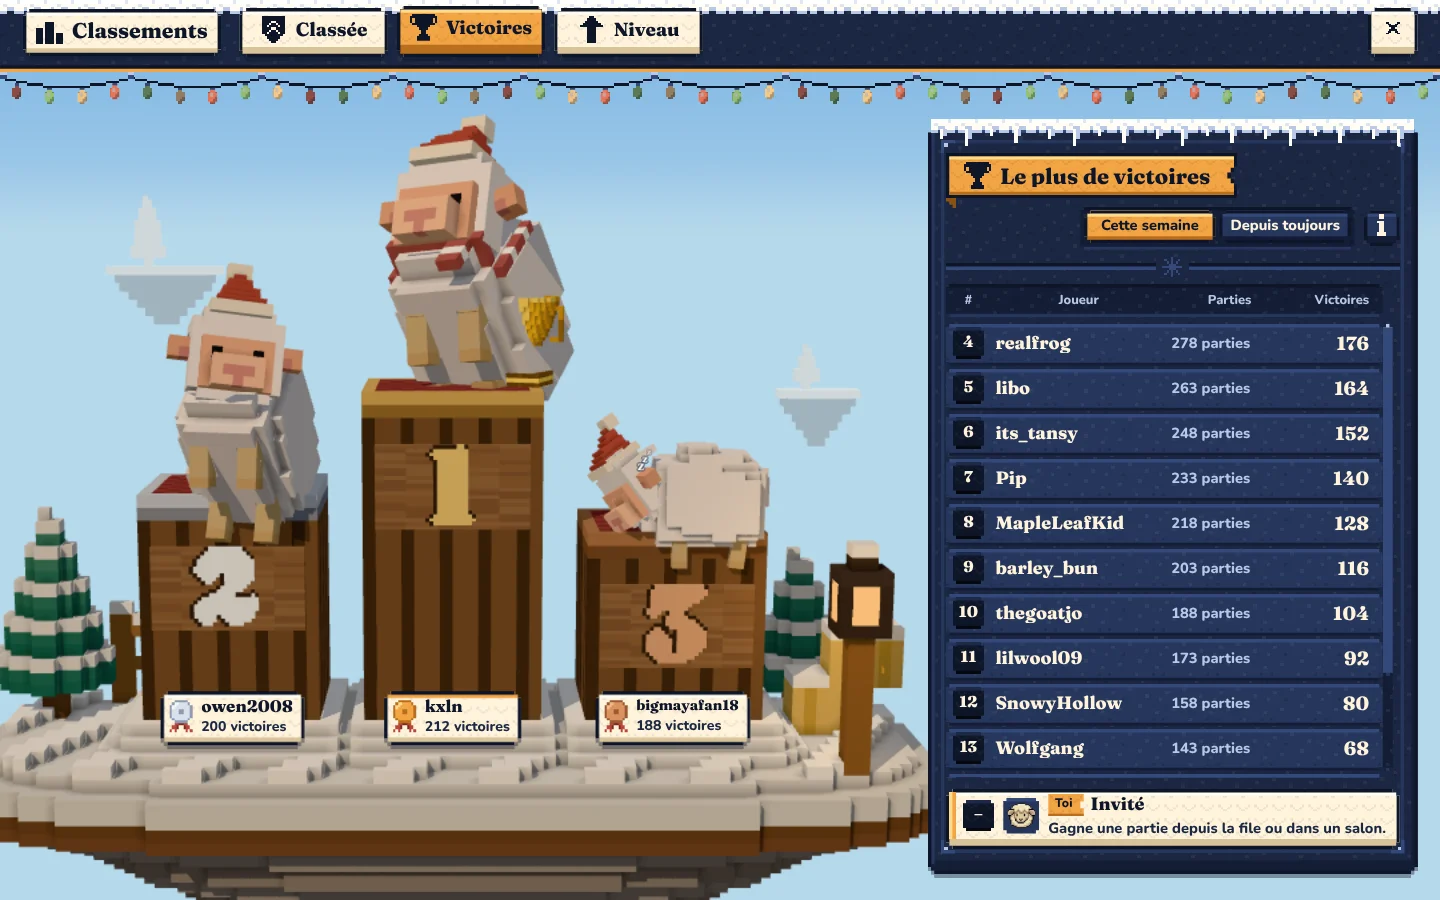 Classements
Classée
Victoires
Niveau
×
Le plus de victoires
Cette semaine
Depuis toujours
i
# Joueur Parties Victoires
4 realfrog 278 parties 176
5 libo 263 parties 164
6 its_tansy 248 parties 152
7 Pip 233 parties 140
8 MapleLeafKid 218 parties 128
9 barley_bun 203 parties 116
10 thegoatjo 188 parties 104
11 lilwool09 173 parties 92
12 SnowyHollow 158 parties 80
13 Wolfgang 143 parties 68
– Toi Invité
Gagne une partie depuis la file ou dans un salon.
z z
1
2
3
owen2008
200 victoires
kxln
212 victoires
bigmayafan18
188 victoires